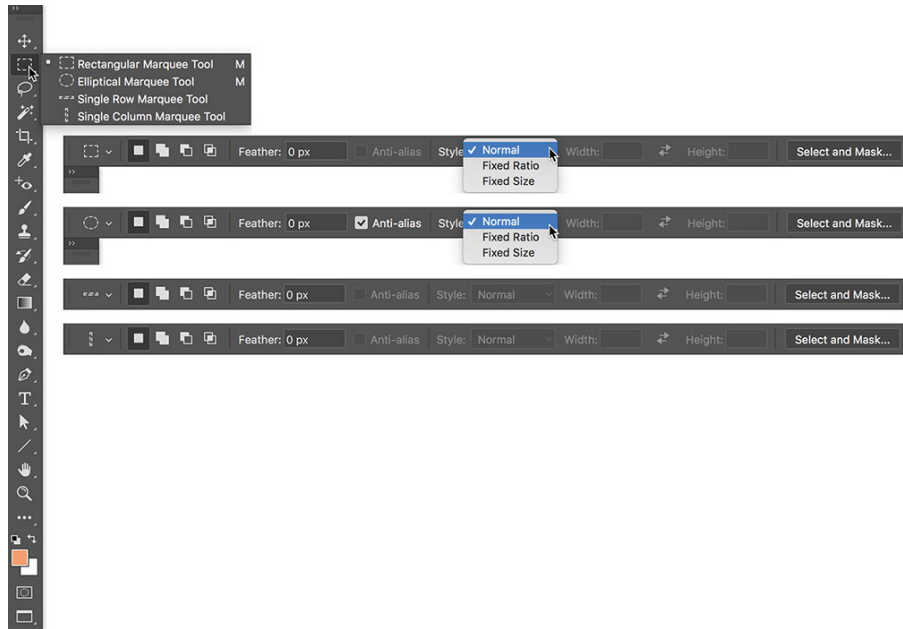 Rectangular Marquee Tool M
Elliptical Marquee Tool M
Single Row Marquee Tool
Single Column Marquee Tool
Feather: 0 px Anti-alias Style Normal Width: Height: Select and Mask...
Fixed Ratio
Fixed Size
Feather: 0 px Anti-alias Style Normal Width: Height: Select and Mask...
Fixed Ratio
Fixed Size
Feather: 0 px Anti-alias Style: Normal Width: Height: Select and Mask...
Feather: 0 px Anti-alias Style: Normal Width: Height: Select and Mask...